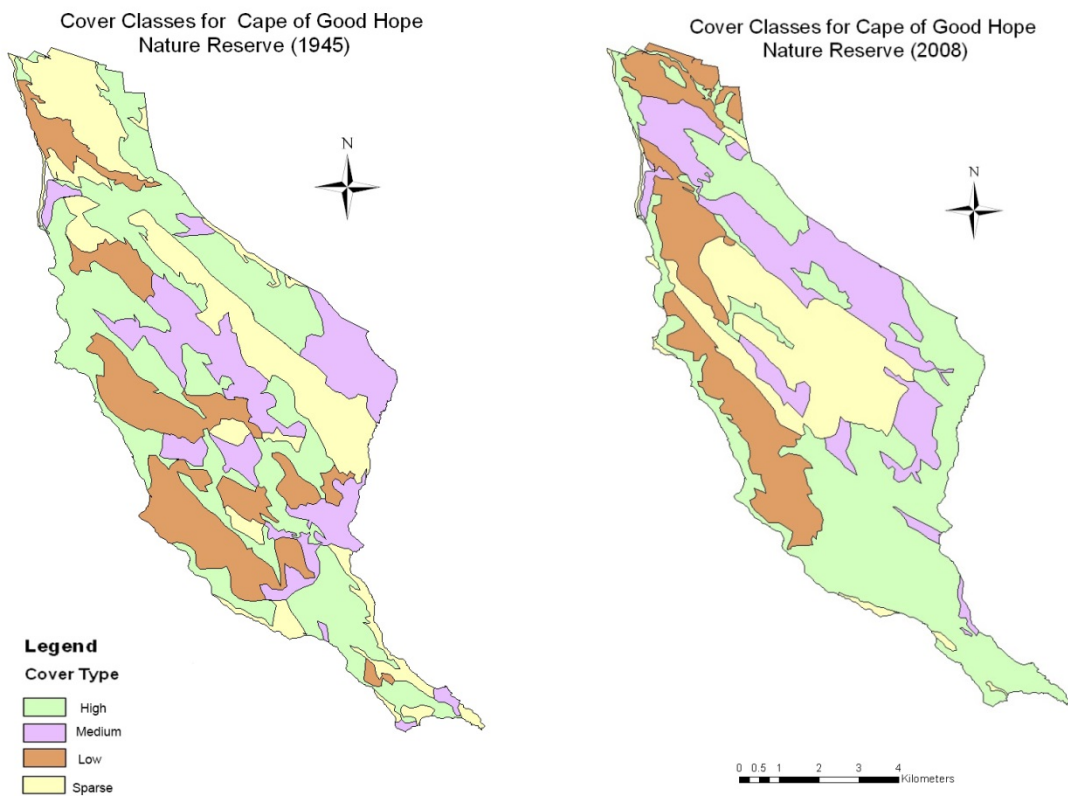 Cover Classes for Cape of Good Hope
Nature Reserve (1945)
Cover Classes for Cape of Good Hope
Nature Reserve (2008)
N
N
Legend
Cover Type
High
Medium
Low
Sparse
0 0.5 1 2 3 4
Kilometers